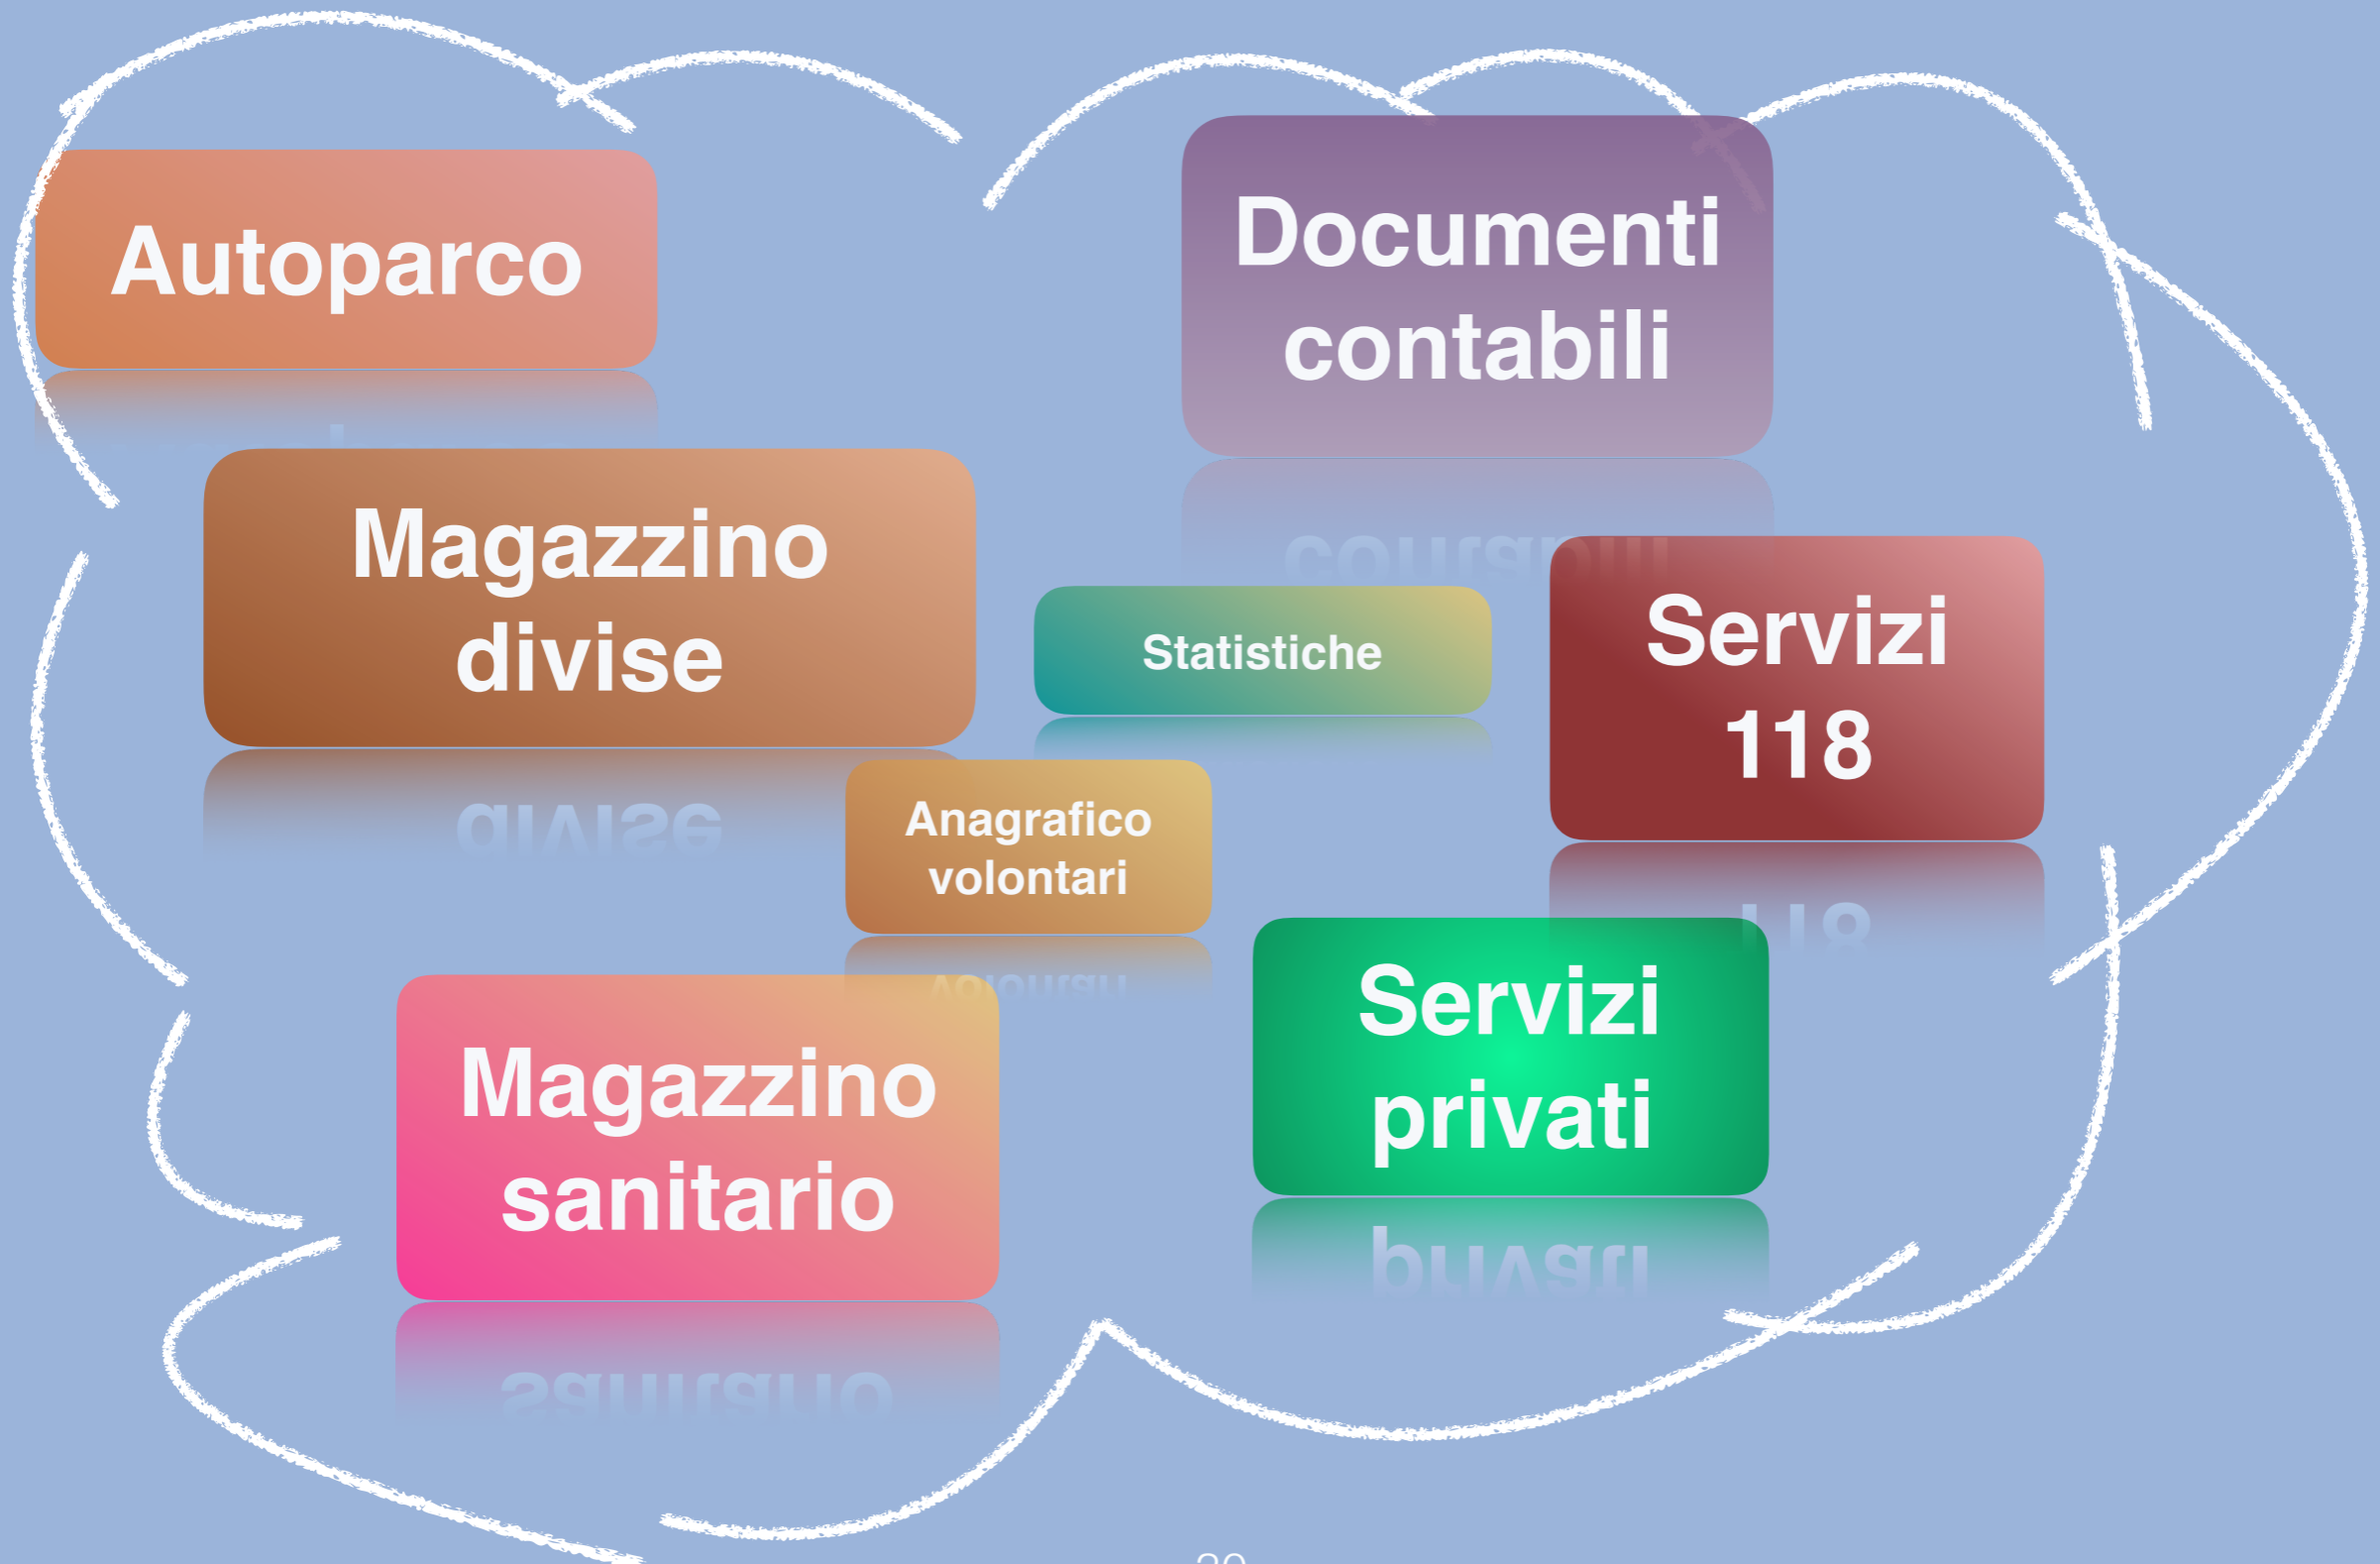 Autoparco
Documenti
contabili
Magazzino
divise
Statistiche
Servizi
118
Anagrafico
volontari
Magazzino
sanitario
Servizi
privati